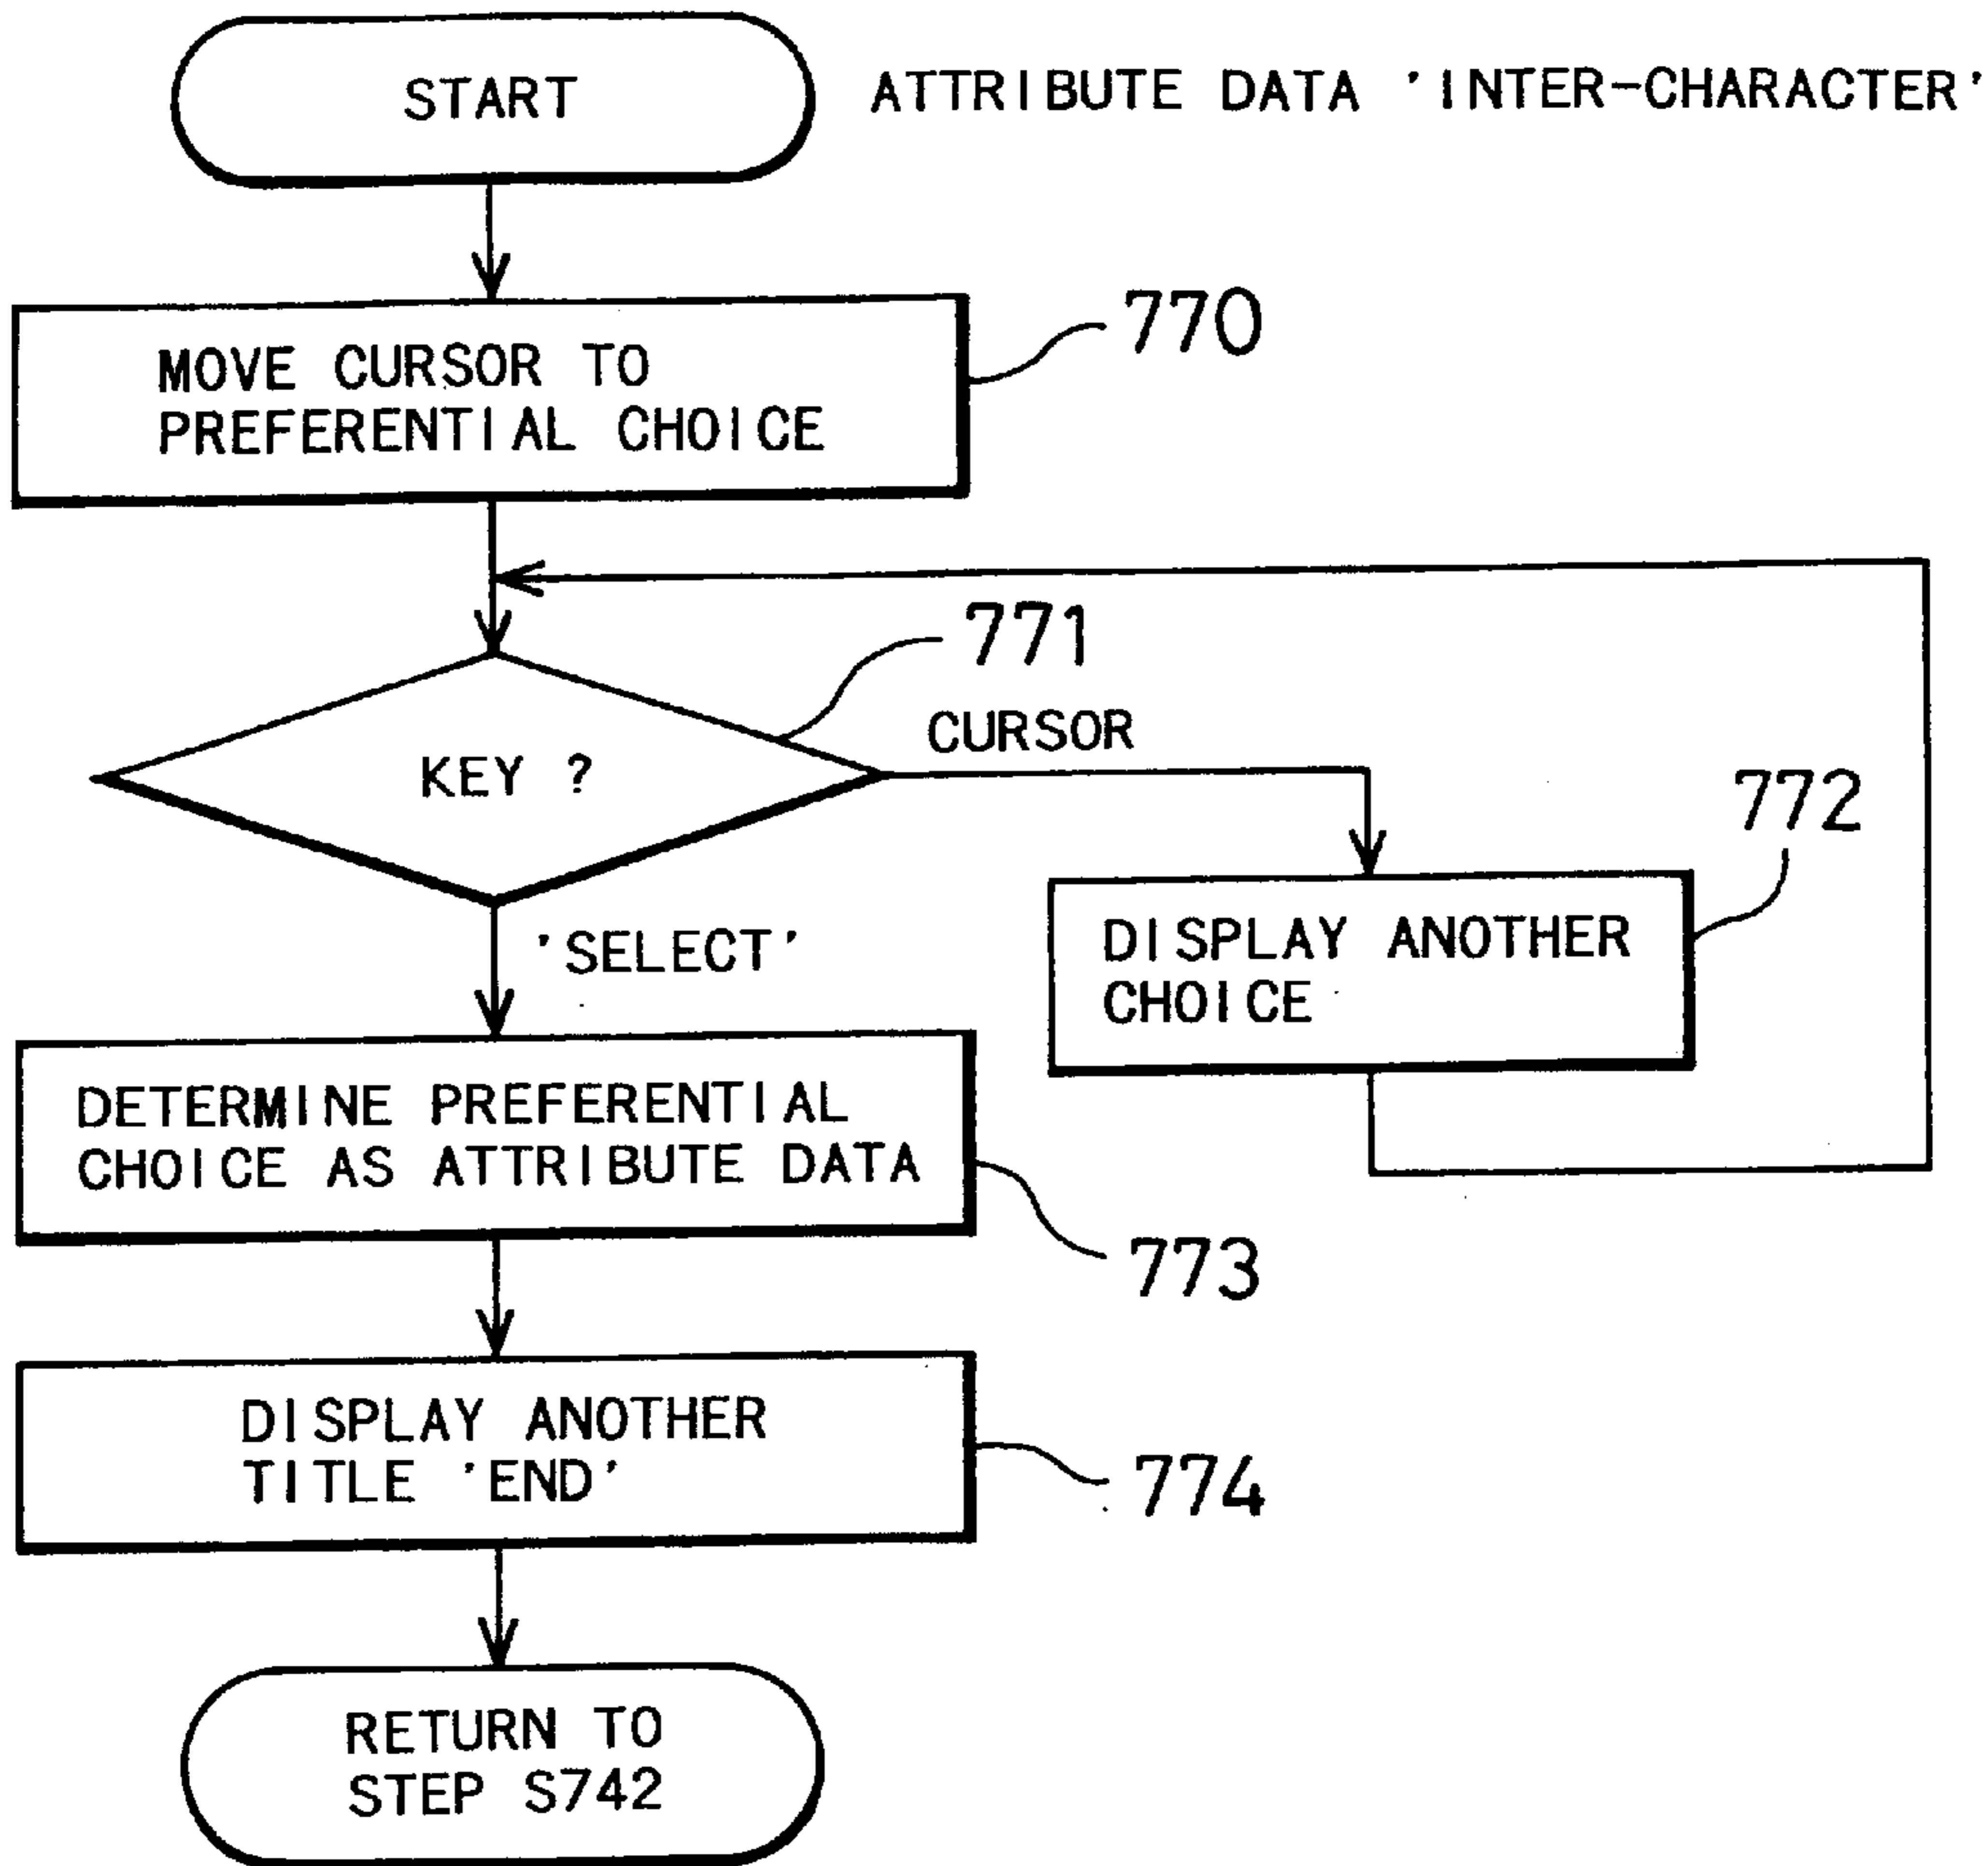 START
ATTRIBUTE DATA 'INTER-CHARACTER'
MOVE CURSOR TO
PREFERENTIAL CHOICE
770
771
KEY ?
CURSOR
772
DISPLAY ANOTHER
CHOICE
'SELECT'
DETERMINE PREFERENTIAL
CHOICE AS ATTRIBUTE DATA
773
DISPLAY ANOTHER
TITLE 'END'
774
RETURN TO
STEP S742